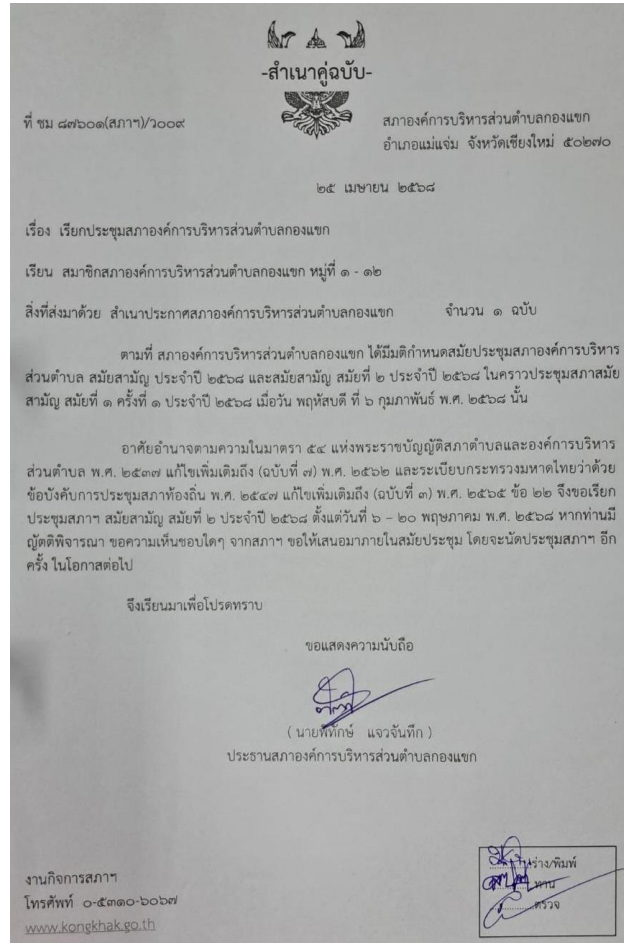 -สำเนาคู่ฉบับ-
ที่ ชม ๘๗๖๐๑(สภาฯ)/ว๐๐๙
สภาองค์การบริหารส่วนตำบลกองแขก
อำเภอแม่แจ่ม จังหวัดเชียงใหม่ ๕๐๒๗๐
๒๕ เมษายน ๒๕๖๘
เรื่อง เรียกประชุมสภาองค์การบริหารส่วนตำบลกองแขก
เรียน สมาชิกสภาองค์การบริหารส่วนตำบลกองแขก หมู่ที่ ๑ - ๑๒
สิ่งที่ส่งมาด้วย สำเนาประกาศสภาองค์การบริหารส่วนตำบลกองแขก จำนวน ๑ ฉบับ
ตามที่ สภาองค์การบริหารส่วนตำบลกองแขก ได้มีมติกำหนดสมัยประชุมสภาองค์การบริหาร
ส่วนตำบล สมัยสามัญ ประจำปี ๒๕๖๘ และสมัยสามัญ สมัยที่ ๒ ประจำปี ๒๕๖๘ ในคราวประชุมสภาสมัย
สามัญ สมัยที่ ๑ ครั้งที่ ๑ ประจำปี ๒๕๖๘ เมื่อวัน พฤหัสบดี ที่ ๖ กุมภาพันธ์ พ.ศ. ๒๕๖๘ นั้น
อาศัยอำนาจตามความในมาตรา ๕๔ แห่งพระราชบัญญัติสภาตำบลและองค์การบริหาร
ส่วนตำบล พ.ศ. ๒๕๓๗ แก้ไขเพิ่มเติมถึง (ฉบับที่ ๗) พ.ศ. ๒๕๖๒ และระเบียบกระทรวงมหาดไทยว่าด้วย
ข้อบังคับการประชุมสภาท้องถิ่น พ.ศ. ๒๕๔๗ แก้ไขเพิ่มเติมถึง (ฉบับที่ ๓) พ.ศ. ๒๕๖๕ ข้อ ๒๒ จึงขอเรียก
ประชุมสภาฯ สมัยสามัญ สมัยที่ ๒ ประจำปี ๒๕๖๘ ตั้งแต่วันที่ ๖ – ๒๐ พฤษภาคม พ.ศ. ๒๕๖๘ หากท่านมี
ญัตติพิจารณา ขอความเห็นชอบใดๆ จากสภาฯ ขอให้เสนอมาภายในสมัยประชุม โดยจะนัดประชุมสภาฯ อีก
ครั้ง ในโอกาสต่อไป
จึงเรียนมาเพื่อโปรดทราบ
ขอแสดงความนับถือ
( นายพิทักษ์ แจวจันทึก )
ประธานสภาองค์การบริหารส่วนตำบลกองแขก
ร่าง/พิมพ์
ทาน
ตรวจ
งานกิจการสภาฯ
โทรศัพท์ ๐-๕๓๑๐-๖๐๖๗
www.kongkhak.go.th